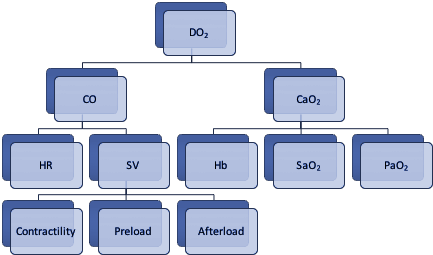 DO₂
CO
CaO₂
HR
SV
Hb
SaO₂
PaO₂
Contractility
Preload
Afterload